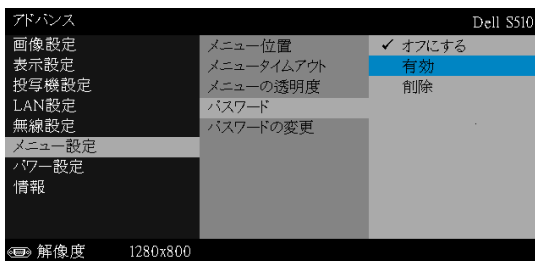 アドバンス
Dell S510
画像設定
表示設定
投写機設定
LAN設定
無線設定
メニュー設定
パワー設定
情報
メニュー位置
メニュータイムアウト
メニューの透明度
パスワード
パスワードの変更
✓ オフにする
有効
削除
解像度 1280x800